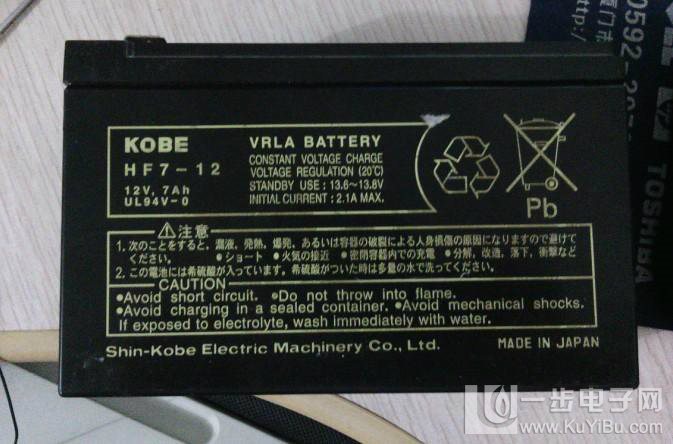 KOBE
HF7-12
12V, 7Ah
UL94V-0
VRLA BATTERY
CONSTANT VOLTAGE CHARGE
VOLTAGE REGULATION (20℃)
STANDBY USE : 13.6～13.8V
INITIAL CURRENT : 2.1A MAX.
Pb
⚠注意
1. 次のことをすると、漏液、発熱、爆発、あるいは容器の破裂による人身損傷の原因になりますので避けて
ください。 ●ショート ●火気の接近 ●密閉容器内での充電 ●分解、改造、落下、衝撃など
2. この電池には希硫酸が入っています。希硫酸がついた時は多量の水で洗ってください。
CAUTION
●Avoid short circuit. ●Do not throw into flame.
●Avoid charging in a sealed container. ●Avoid mechanical shocks.
If exposed to electrolyte, wash immediately with water.
Shin-Kobe Electric Machinery Co., Ltd.
MADE IN JAPAN
TOSHIBA
一步电子网
www.KuYiBu.com